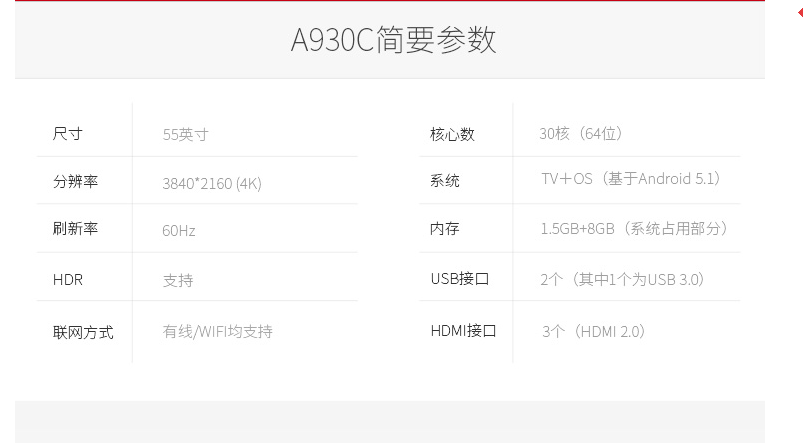 A930C简要参数
尺寸 55英寸
核心数 30核（64位）
分辨率 3840*2160 (4K)
系统 TV+OS（基于Android 5.1）
刷新率 60Hz
内存 1.5GB+8GB（系统占用部分）
HDR 支持
USB接口 2个（其中1个为USB 3.0）
联网方式 有线/WIFI均支持
HDMI接口 3个（HDMI 2.0）